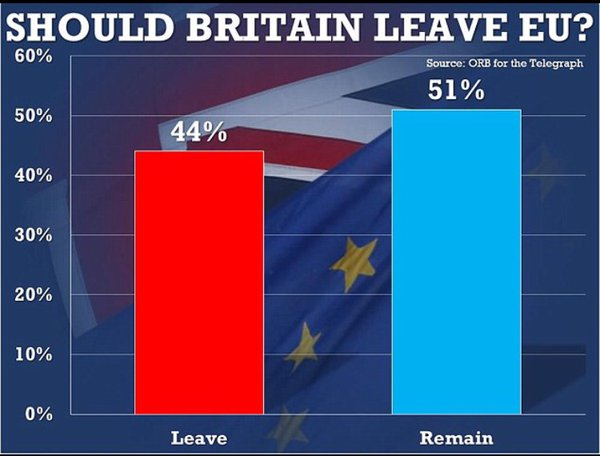 SHOULD BRITAIN LEAVE EU?
60%
Source: ORB for the Telegraph
51%
50%
44%
40%
30%
20%
10%
0%
Leave
Remain